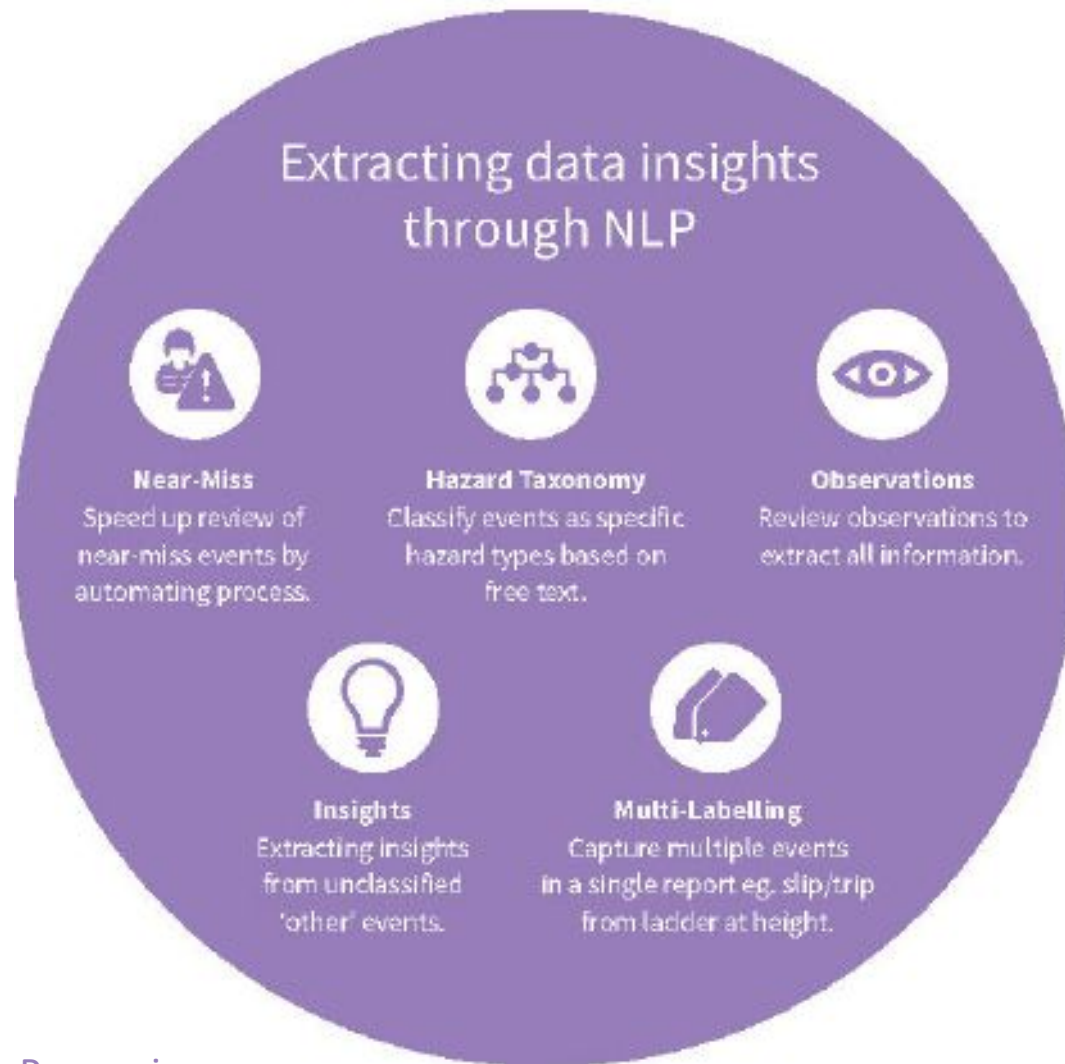 Extracting data insights
through NLP
Near-Miss
Speed up review of
near-miss events by
automating process.
Hazard Taxonomy
Classify events as specific
hazard types based on
free text.
Observations
Review observations to
extract all information.
Insights
Extracting insights
from unclassified
'other' events.
Multi-Labelling
Capture multiple events
in a single report eg. slip/trip
from ladder at height.